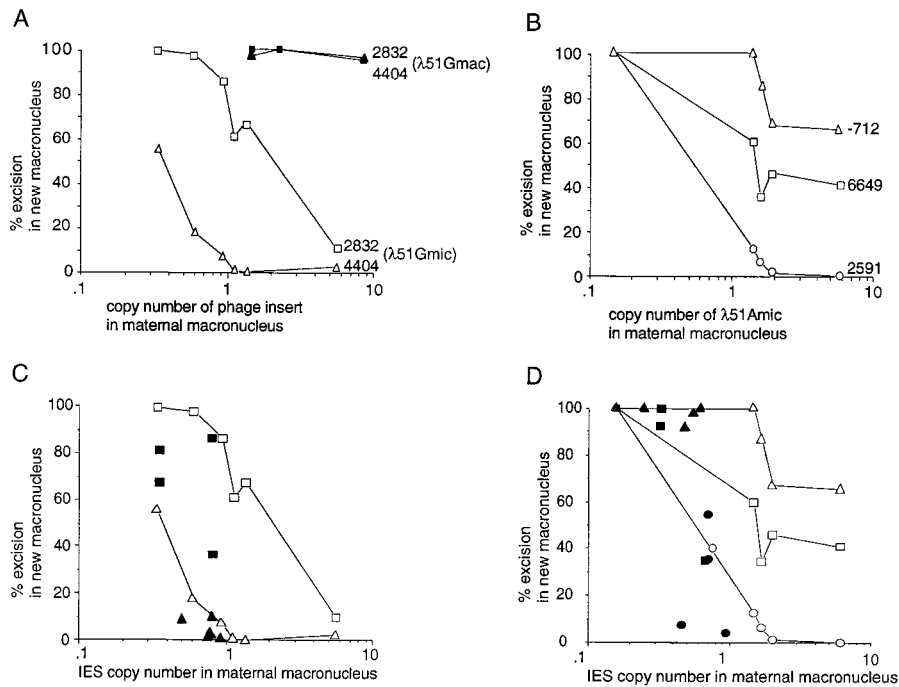 A
% excision
in new macronucleus
100
80
60
40
20
0
.1
1
10
copy number of phage insert
in maternal macronucleus
2832
4404
(λ51Gmac)
2832
4404
(λ51Gmic)
B
% excision
in new macronucleus
100
80
60
40
20
0
.1
1
10
copy number of λ51Amic
in maternal macronucleus
-712
6649
2591
C
% excision
in new macronucleus
100
80
60
40
20
0
.1
1
10
IES copy number in maternal macronucleus
D
% excision
in new macronucleus
100
80
60
40
20
0
0.1
1
10
IES copy number in maternal macronucleus